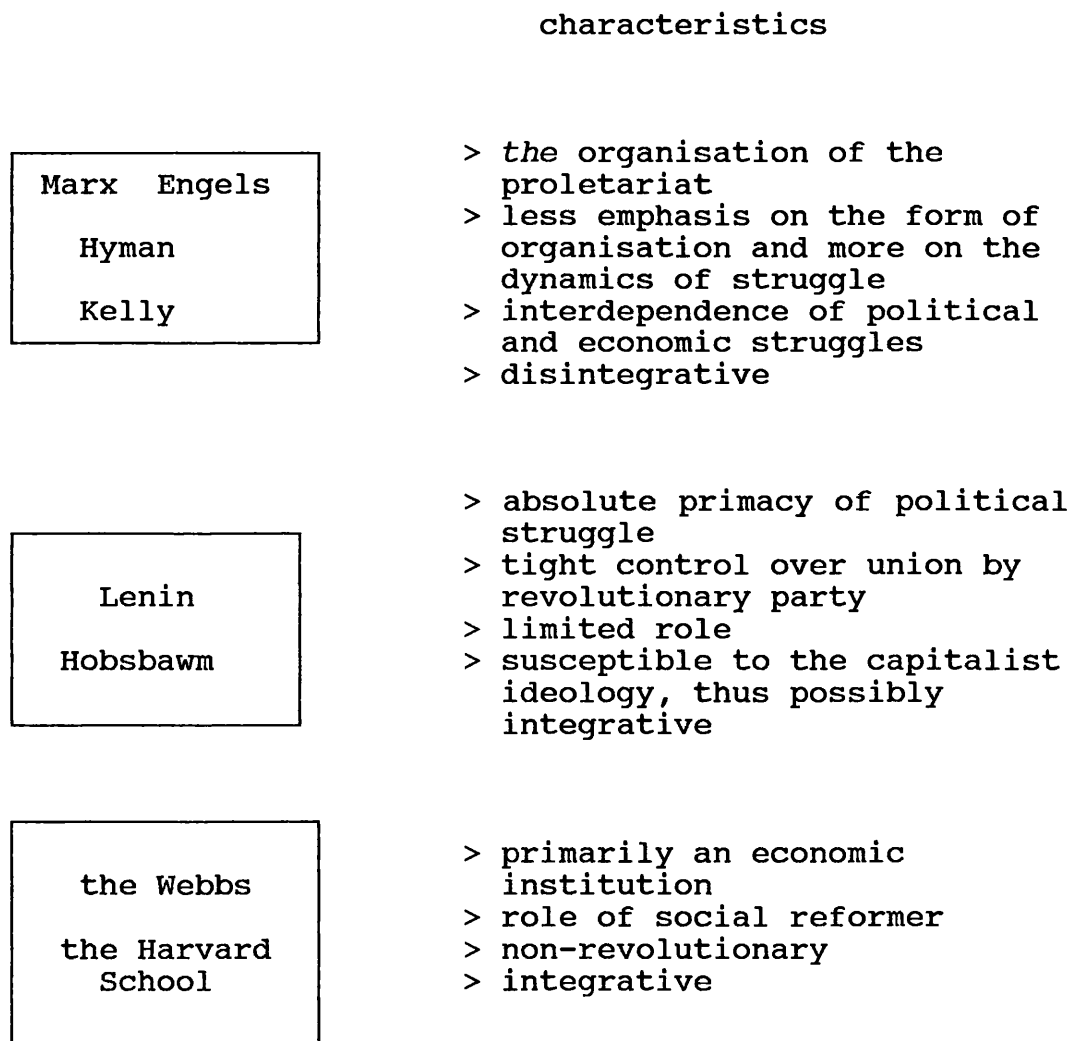 characteristics
Marx Engels
Hyman
Kelly
> the organisation of the
proletariat
> less emphasis on the form of
organisation and more on the
dynamics of struggle
> interdependence of political
and economic struggles
> disintegrative
Lenin
Hobsbawm
> absolute primacy of political
struggle
> tight control over union by
revolutionary party
> limited role
> susceptible to the capitalist
ideology, thus possibly
integrative
the Webbs
the Harvard
School
> primarily an economic
institution
> role of social reformer
> non-revolutionary
> integrative